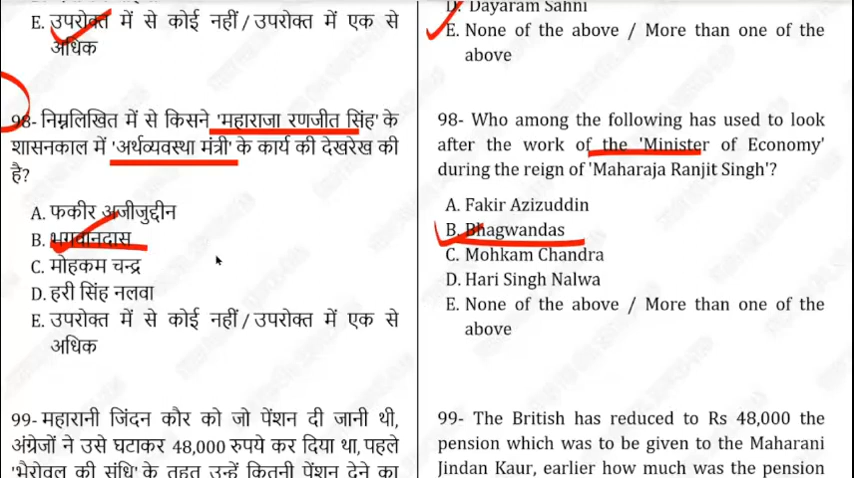 E. उपरोक्त में से कोई नहीं / उपरोक्त में एक से
अधिक
98- निम्नलिखित में से किसने 'महाराजा रणजीत सिंह' के
शासनकाल में 'अर्थव्यवस्था मंत्री' के कार्य की देखरेख की
है?
A. फकीर अजीजुद्दीन
B. भगवानदास
C. मोहकम चन्द्र
D. हरी सिंह नलवा
E. उपरोक्त में से कोई नहीं / उपरोक्त में एक से
अधिक
99- महारानी जिंदन कौर को जो पेंशन दी जानी थी,
अंग्रेजों ने उसे घटाकर 48,000 रुपये कर दिया था, पहले
'भैरोवल की संधि' के तहत उन्हें कितनी पेंशन देने का
D. Dayaram Sahni
E. None of the above / More than one of the
above
98- Who among the following has used to look
after the work of the 'Minister of Economy'
during the reign of 'Maharaja Ranjit Singh'?
A. Fakir Azizuddin
B. Bhagwandas
C. Mohkam Chandra
D. Hari Singh Nalwa
E. None of the above / More than one of the
above
99- The British has reduced to Rs 48,000 the
pension which was to be given to the Maharani
Jindan Kaur, earlier how much was the pension